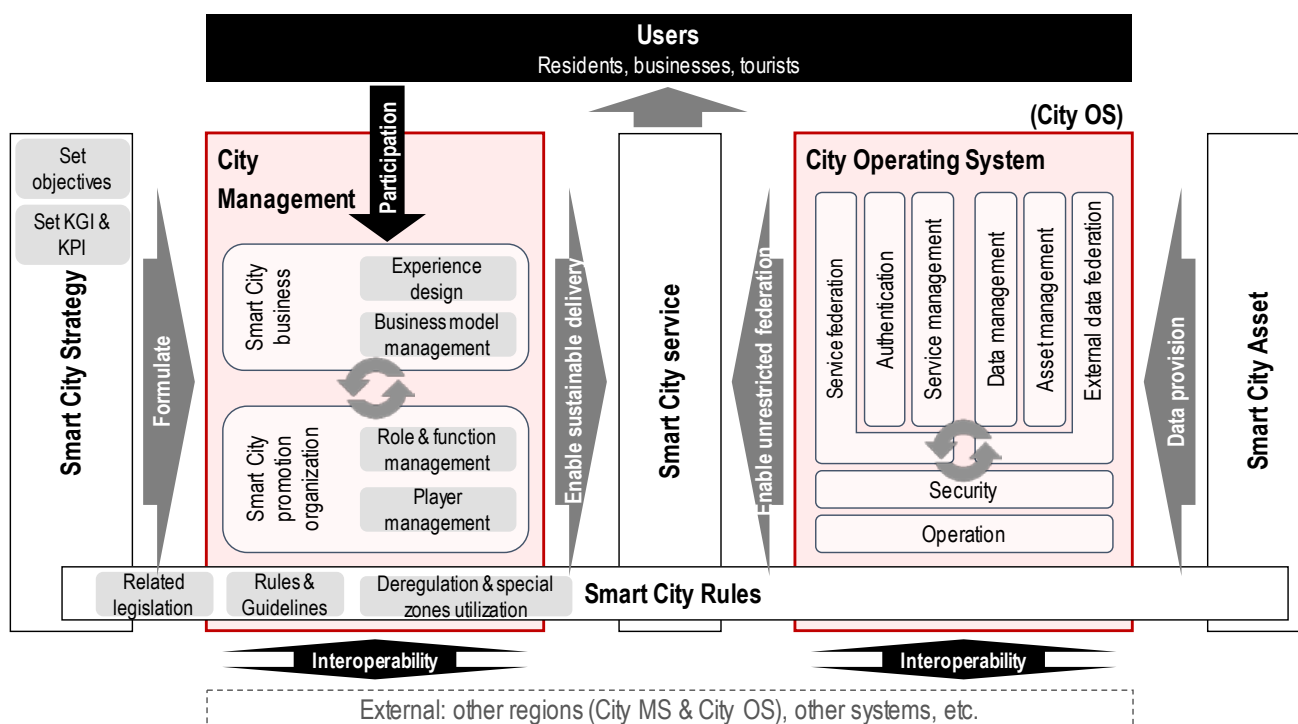 Users
Residents, businesses, tourists
Participation
(City OS)
Set
objectives
Set KGI &
KPI
Smart City Strategy
Formulate
City
Management
Smart City
business
Experience
design
Business model
management
Smart City
promotion
organization
Role & function
management
Player
management
Enable sustainable delivery
Smart City service
Enable unrestricted federation
City Operating System
Service federation
Authentication
Service management
Data management
Asset management
External data federation
Security
Operation
Data provision
Smart City Asset
Related
legislation
Rules &
Guidelines
Deregulation & special
zones utilization
Smart City Rules
Interoperability
Interoperability
External: other regions (City MS & City OS), other systems, etc.